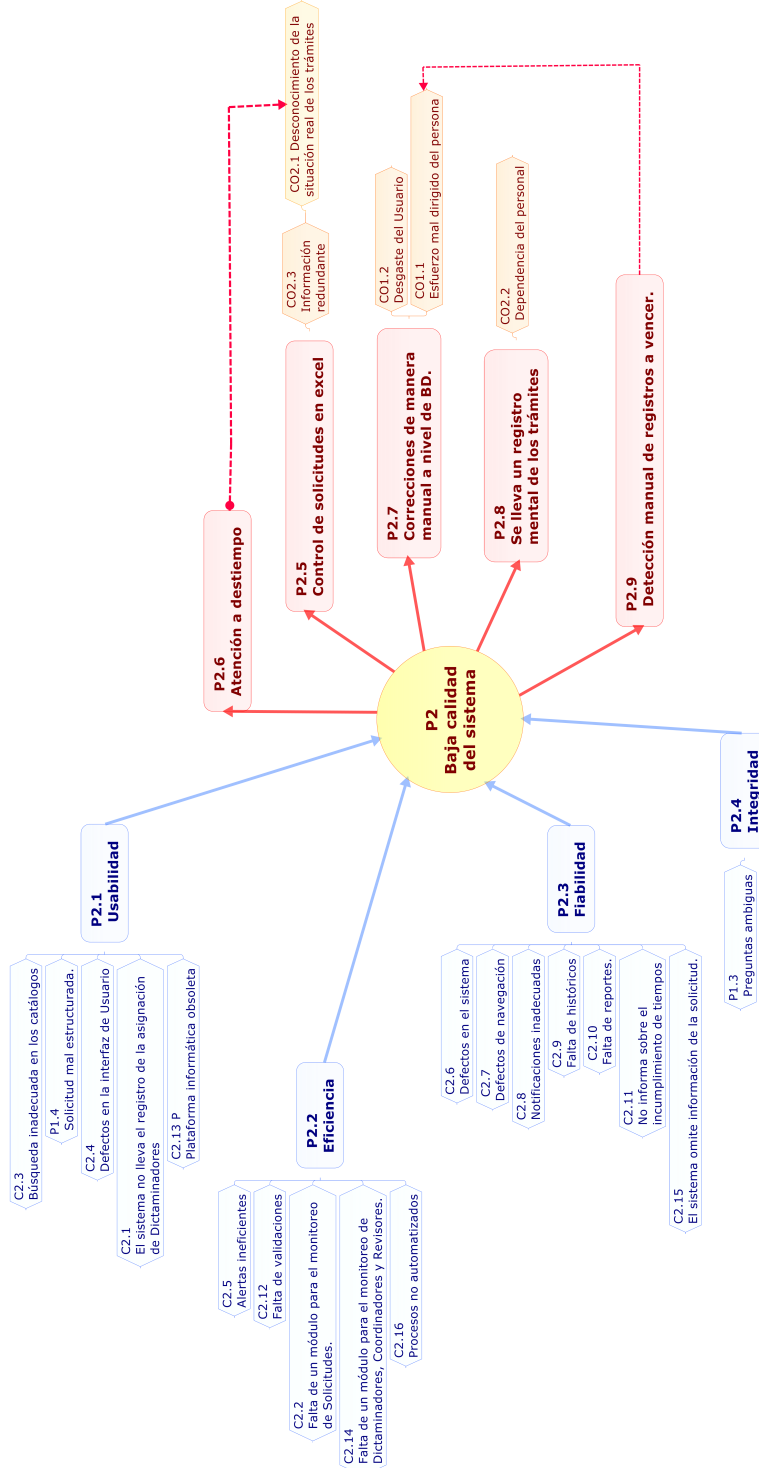 P2
Baja calidad
del sistema
P2.1
Usabilidad
C2.3
Búsqueda inadecuada en los catálogos
P1.4
Solicitud mal estructurada.
C2.4
Defectos en la interfaz de Usuario
C2.1
El sistema no lleva el registro de la asignación
de Dictaminadores
C2.13 P
Plataforma informática obsoleta
P2.2
Eficiencia
C2.5
Alertas ineficientes
C2.12
Falta de validaciones
C2.2
Falta de un módulo para el monitoreo
de Solicitudes.
C2.14
Falta de un módulo para el monitoreo de
Dictaminadores, Coordinadores y Revisores.
C2.16
Procesos no automatizados
P2.3
Fiabilidad
C2.6
Defectos en el sistema
C2.7
Defectos de navegación
C2.8
Notificaciones inadecuadas
C2.9
Falta de históricos
C2.10
Falta de reportes.
C2.11
No informa sobre el
incumplimiento de tiempos
C2.15
El sistema omite información de la solicitud.
P2.4
Integridad
P1.3
Preguntas ambiguas
P2.6
Atención a destiempo
P2.5
Control de solicitudes en excel
CO2.3
Información
redundante
CO2.1 Desconocimiento de la
situación real de los trámites
P2.7
Correcciones de manera
manual a nivel de BD.
CO1.2
Desgaste del Usuario
CO1.1
Esfuerzo mal dirigido del persona
P2.8
Se lleva un registro
mental de los trámites
CO2.2
Dependencia del personal
P2.9
Detección manual de registros a vencer.